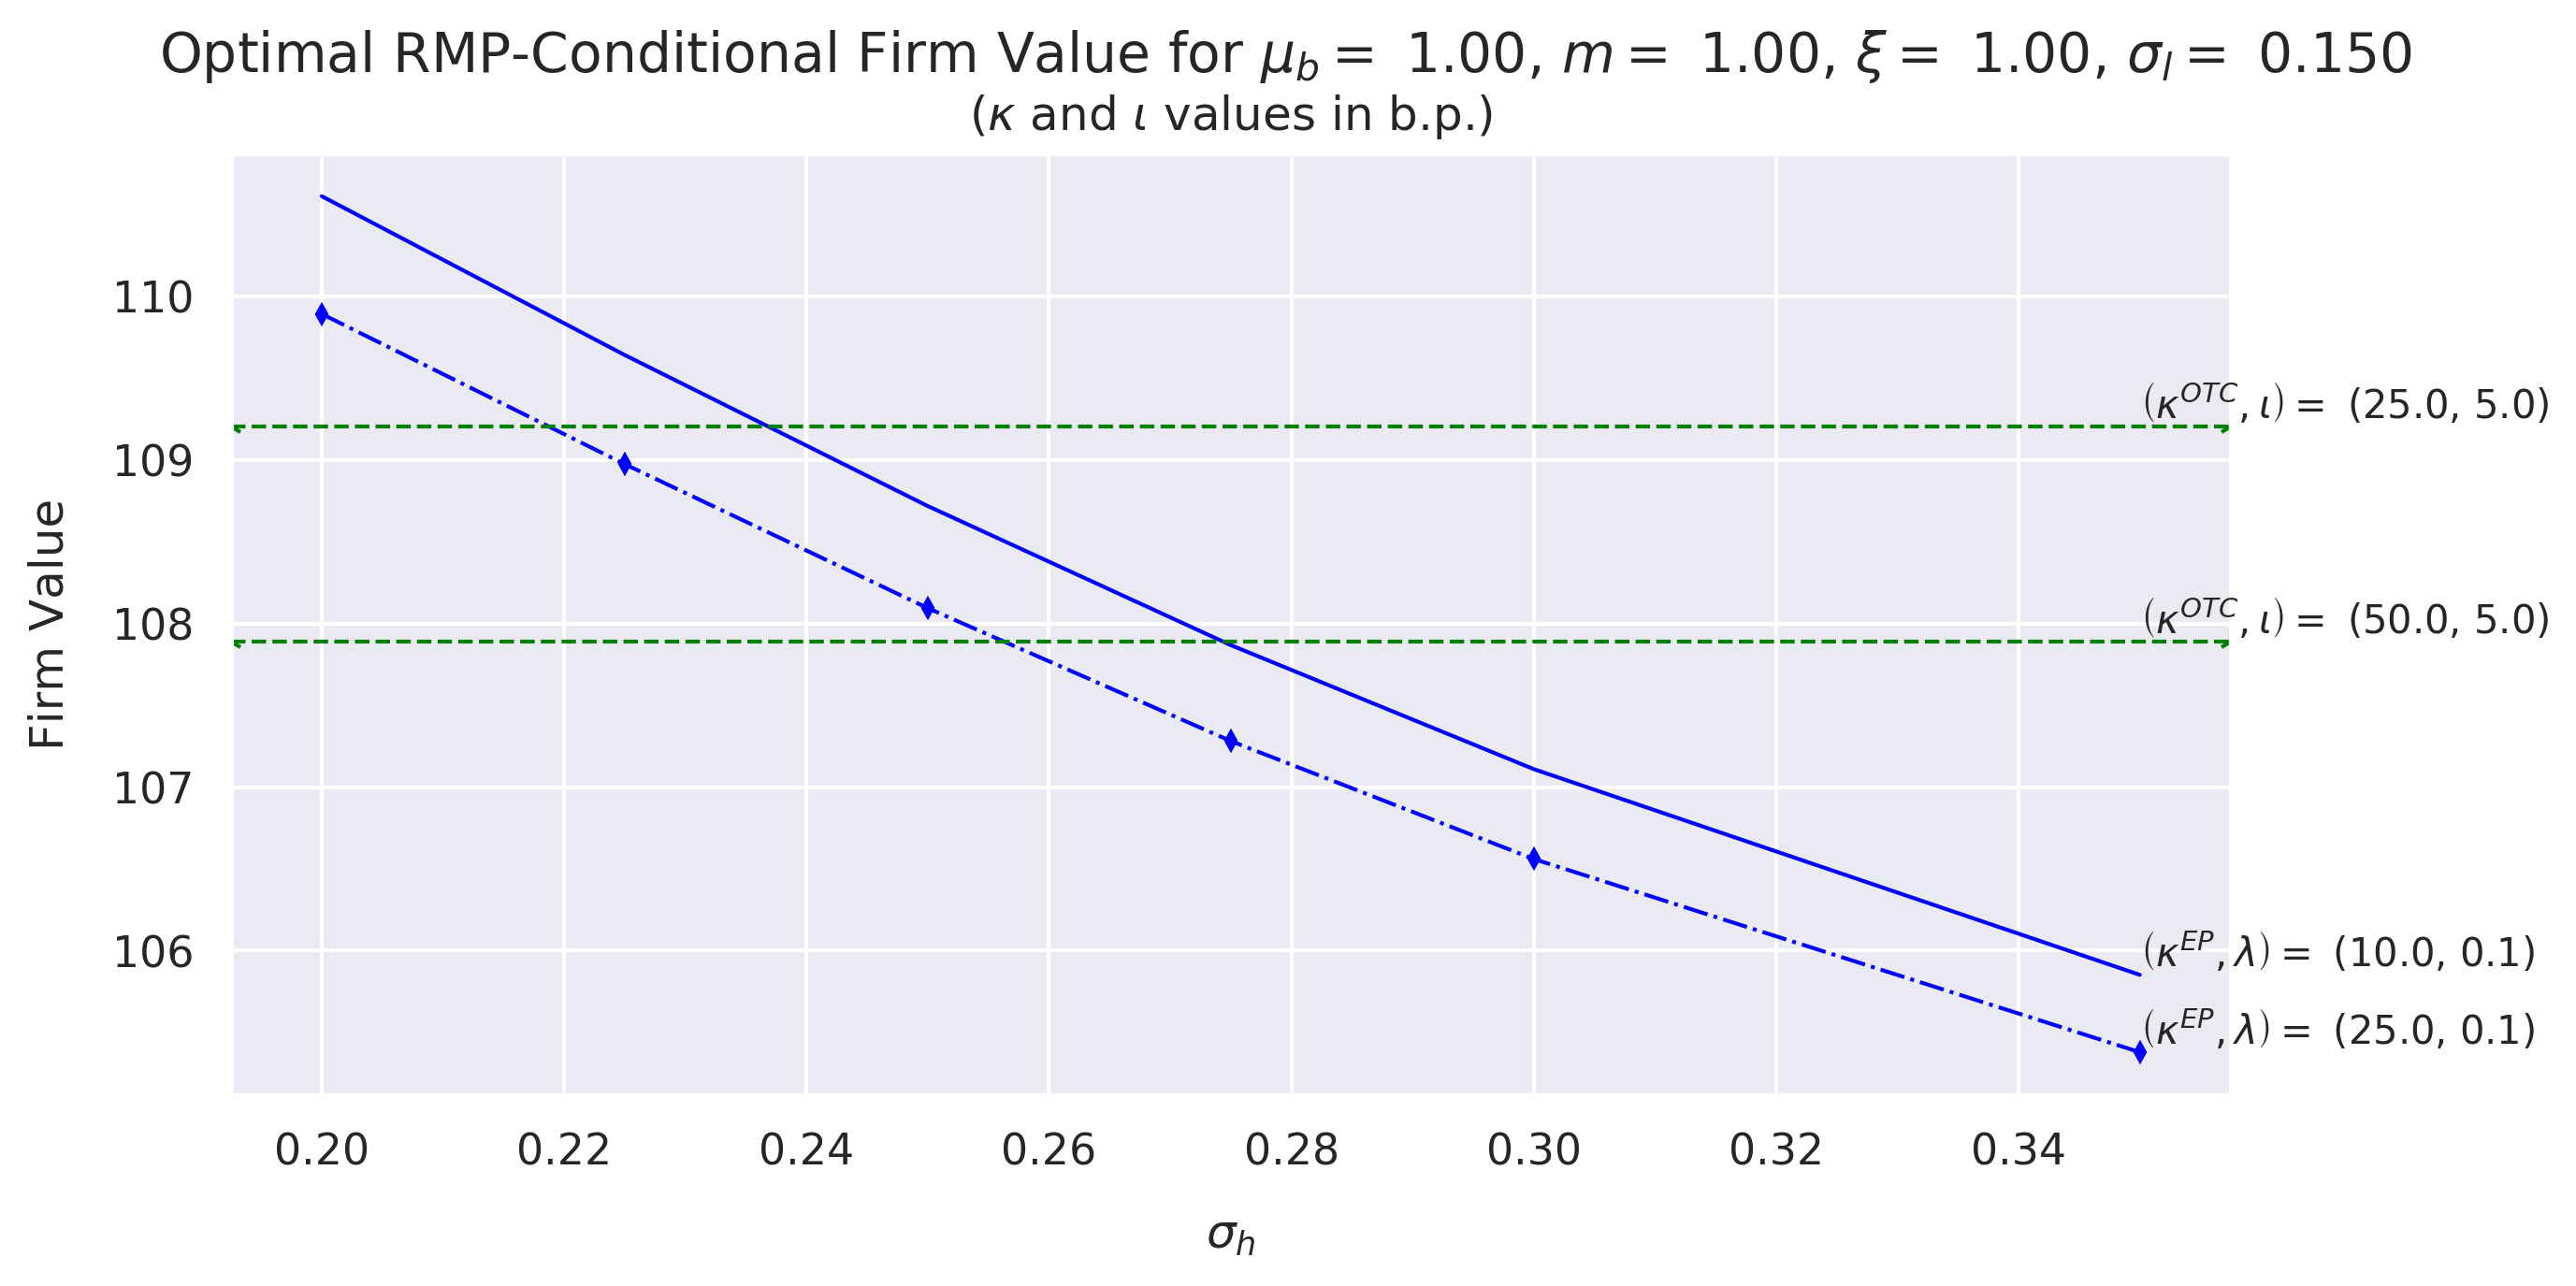 Optimal RMP-Conditional Firm Value for μ_b = 1.00, m = 1.00, ξ = 1.00, σ_l = 0.150
(κ and ι values in b.p.)
Firm Value
110
109
108
107
106
(κ^OTC, ι) = (25.0, 5.0)
(κ^OTC, ι) = (50.0, 5.0)
(κ^EP, λ) = (10.0, 0.1)
(κ^EP, λ) = (25.0, 0.1)
0.20 0.22 0.24 0.26 0.28 0.30 0.32 0.34
σ_h